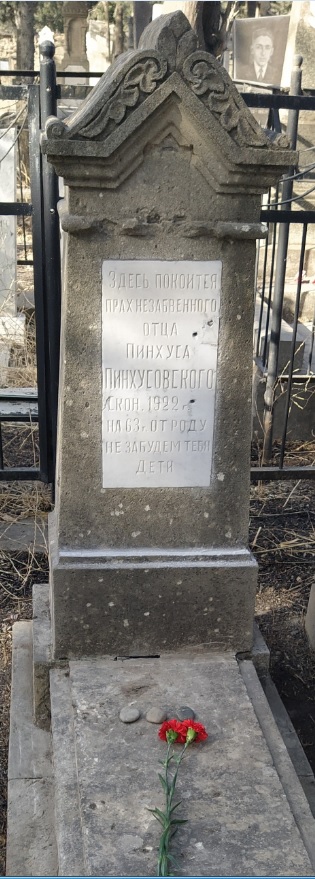 Здесь покоится
прах незабвенного
отца
Пинхуса
Пинхусовского
Скон. 1922 г
на 63 г. от роду
не забудем тебя
Дети